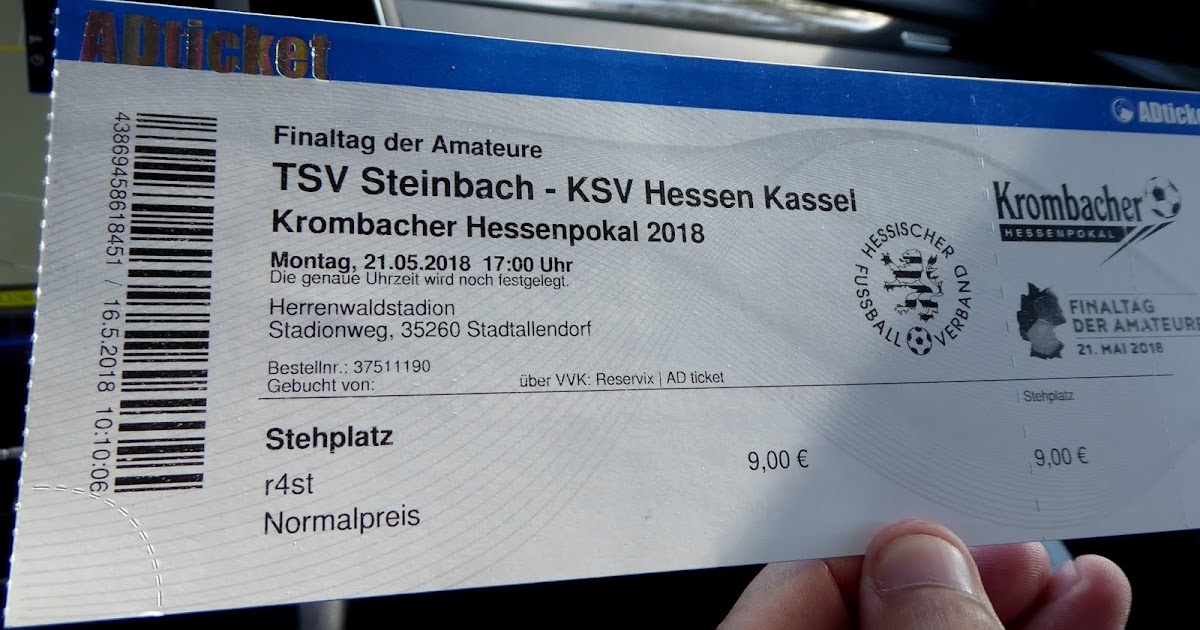 ADticket
ADticke
43869458618451 / 16.5.2018 10:10:06
Finaltag der Amateure
TSV Steinbach - KSV Hessen Kassel
Krombacher Hessenpokal 2018
Montag, 21.05.2018 17:00 Uhr
Die genaue Uhrzeit wird noch festgelegt.
Herrenwaldstadion
Stadionweg, 35260 Stadtallendorf
Bestellnr.: 37511190
Gebucht von:
über VVK: Reservix | AD ticket
HESSISCHER FUSSBALL VERBAND
Krombacher
HESSENPOKAL
FINALTAG
DER AMATEURE
21. MAI 2018
Stehplatz
r4st
Normalpreis
9,00 €
Stehplatz
9,00 €